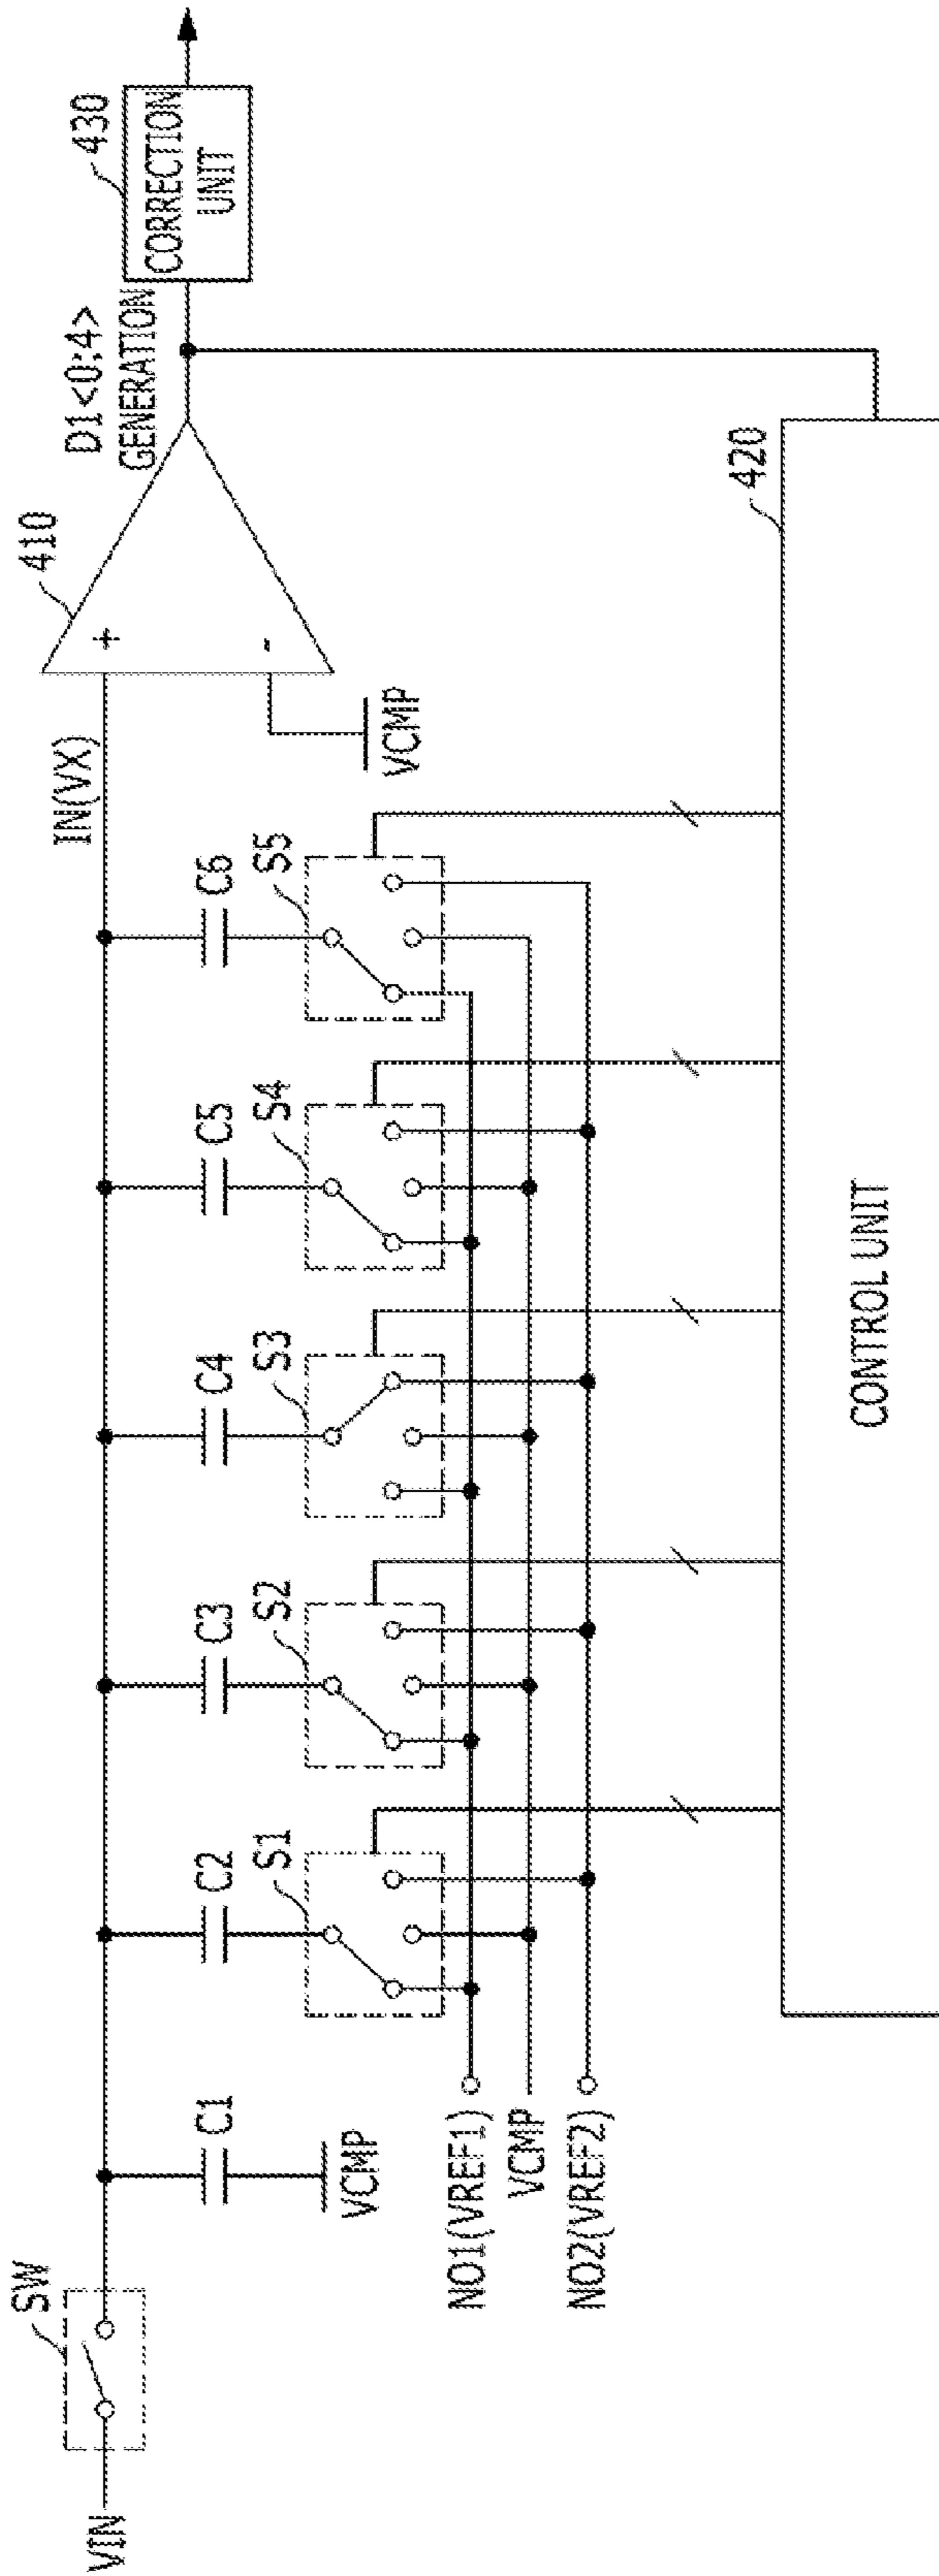 VIN
SW
C1
VCMP
C2
S1
C3
S2
C4
S3
C5
S4
C6
S5
IN(VX)
+
-
VCMP
410
D1<0:4>
GENERATION
CORRECTION
UNIT
430
NO1(VREF1)
VCMP
NO2(VREF2)
420
CONTROL UNIT